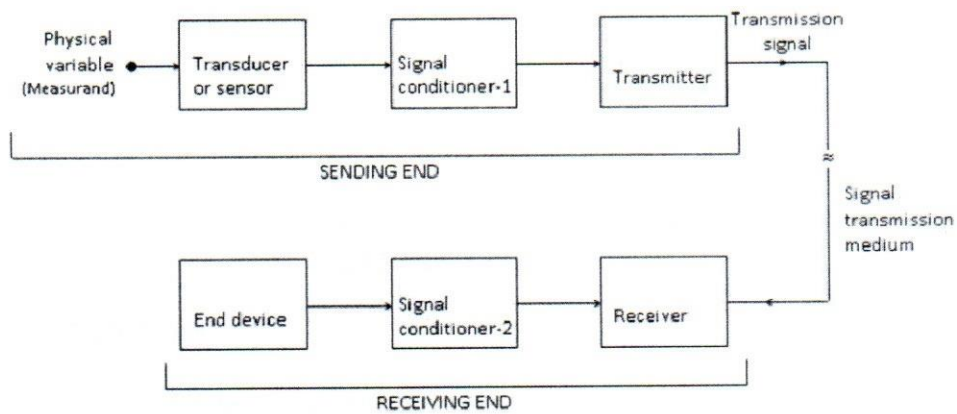 Physical
variable
(Measurand)
Transducer
or sensor
Signal
conditioner-1
Transmitter
Transmission
signal
SENDING END
Signal
transmission
medium
End device
Signal
conditioner-2
Receiver
RECEIVING END